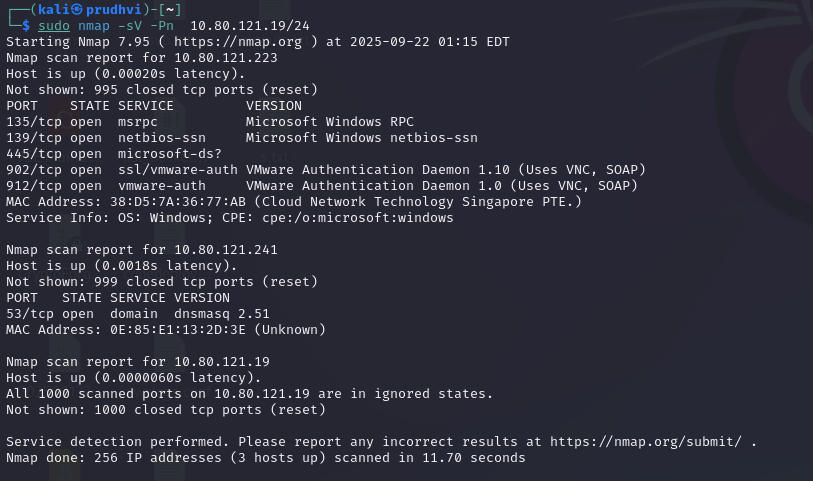 ┌──(kali㉿prudhvi)-[~]
└─$ sudo nmap -sV -Pn  10.80.121.19/24
Starting Nmap 7.95 ( https://nmap.org ) at 2025-09-22 01:15 EDT
Nmap scan report for 10.80.121.223
Host is up (0.00020s latency).
Not shown: 995 closed tcp ports (reset)
PORT    STATE SERVICE         VERSION
135/tcp open  msrpc           Microsoft Windows RPC
139/tcp open  netbios-ssn     Microsoft Windows netbios-ssn
445/tcp open  microsoft-ds?
902/tcp open  ssl/vmware-auth VMware Authentication Daemon 1.10 (Uses VNC, SOAP)
912/tcp open  vmware-auth     VMware Authentication Daemon 1.0 (Uses VNC, SOAP)
MAC Address: 38:D5:7A:36:77:AB (Cloud Network Technology Singapore PTE.)
Service Info: OS: Windows; CPE: cpe:/o:microsoft:windows

Nmap scan report for 10.80.121.241
Host is up (0.0018s latency).
Not shown: 999 closed tcp ports (reset)
PORT   STATE SERVICE VERSION
53/tcp open  domain  dnsmasq 2.51
MAC Address: 0E:85:E1:13:2D:3E (Unknown)

Nmap scan report for 10.80.121.19
Host is up (0.0000060s latency).
All 1000 scanned ports on 10.80.121.19 are in ignored states.
Not shown: 1000 closed tcp ports (reset)

Service detection performed. Please report any incorrect results at https://nmap.org/submit/ .
Nmap done: 256 IP addresses (3 hosts up) scanned in 11.70 seconds